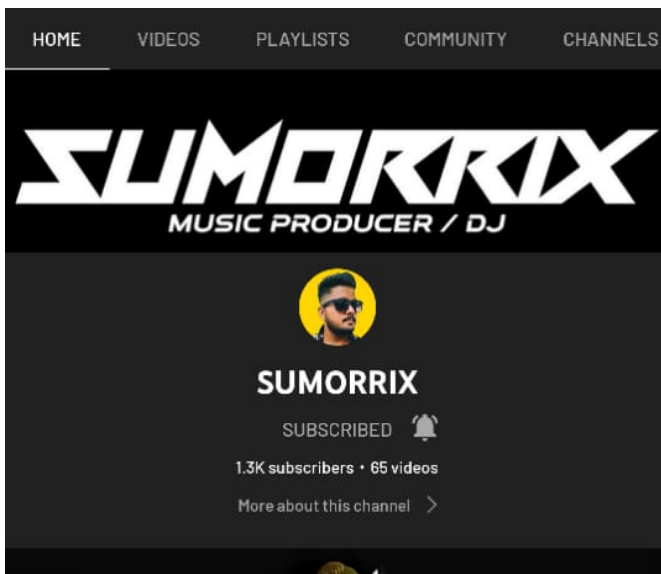 HOME VIDEOS PLAYLISTS COMMUNITY CHANNELS
SUMORRIX
MUSIC PRODUCER / DJ
SUMORRIX
SUBSCRIBED
1.3K subscribers • 65 videos
More about this channel